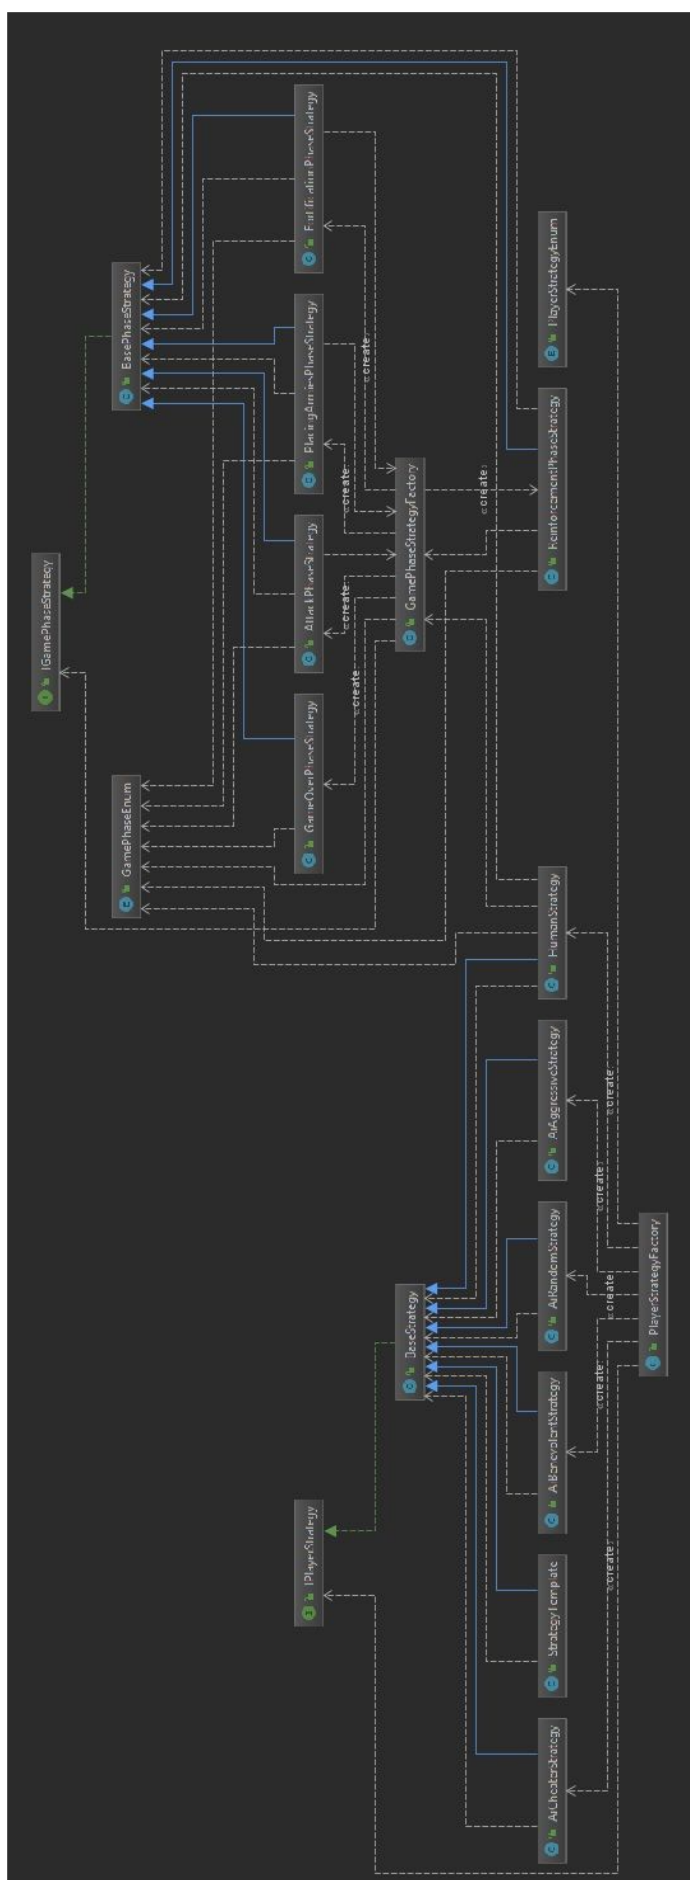 IGamePhaseStrategy
GamePhaseEnum
BasePhaseStrategy
GameOverPhaseStrategy
AttackPhaseStrategy
PlacingArmiesPhaseStrategy
FortificationPhaseStrategy
«create»
«create»
«create»
«create»
GamePhaseStrategyFactory
«create»
IPlayerStrategy
BaseStrategy
AiCheaterStrategy
StrategyTemplate
AiBenevolentStrategy
AiRandomStrategy
AiAggressiveStrategy
HumanStrategy
ReinforcementPhaseStrategy
PlayerStrategyEnum
«create»
«create»
«create»
«create»
«create»
PlayerStrategyFactory